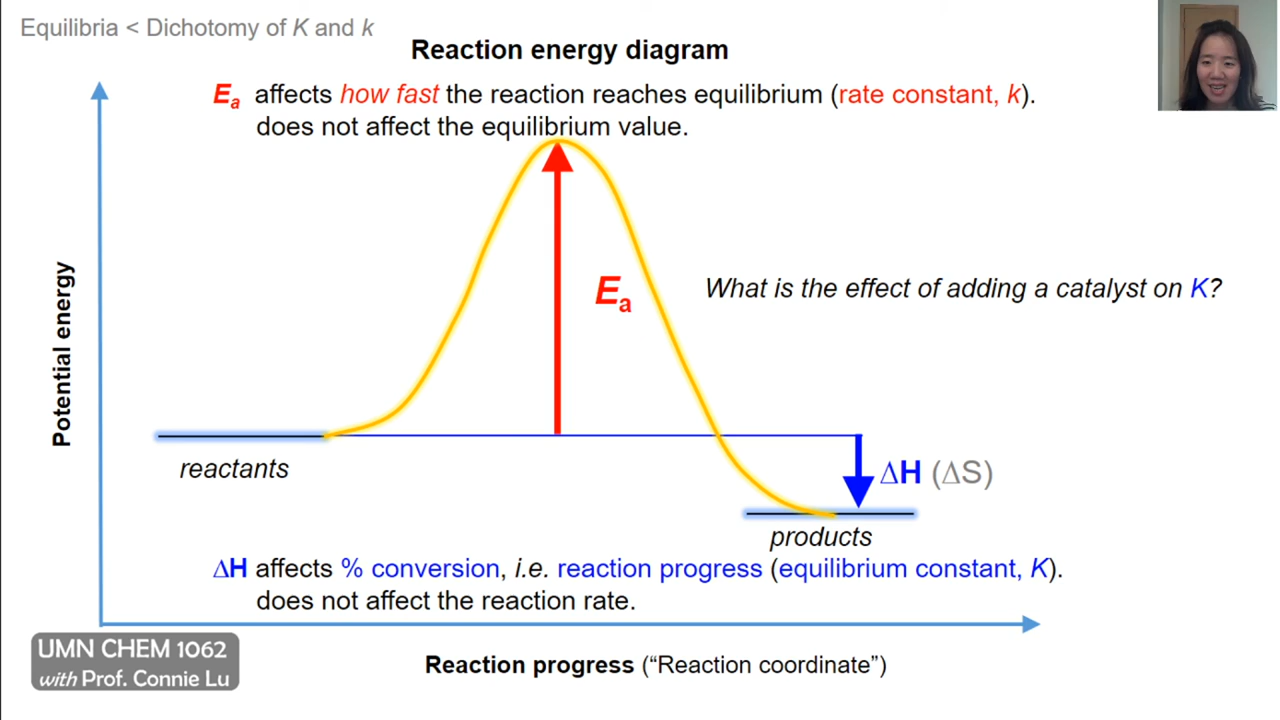 Equilibria < Dichotomy of K and k
Reaction energy diagram
Ea affects how fast the reaction reaches equilibrium (rate constant, k).
does not affect the equilibrium value.
Potential energy
Ea
What is the effect of adding a catalyst on K?
reactants
ΔH (ΔS)
products
ΔH affects % conversion, i.e. reaction progress (equilibrium constant, K).
does not affect the reaction rate.
UMN CHEM 1062
with Prof. Connie Lu
Reaction progress (“Reaction coordinate”)